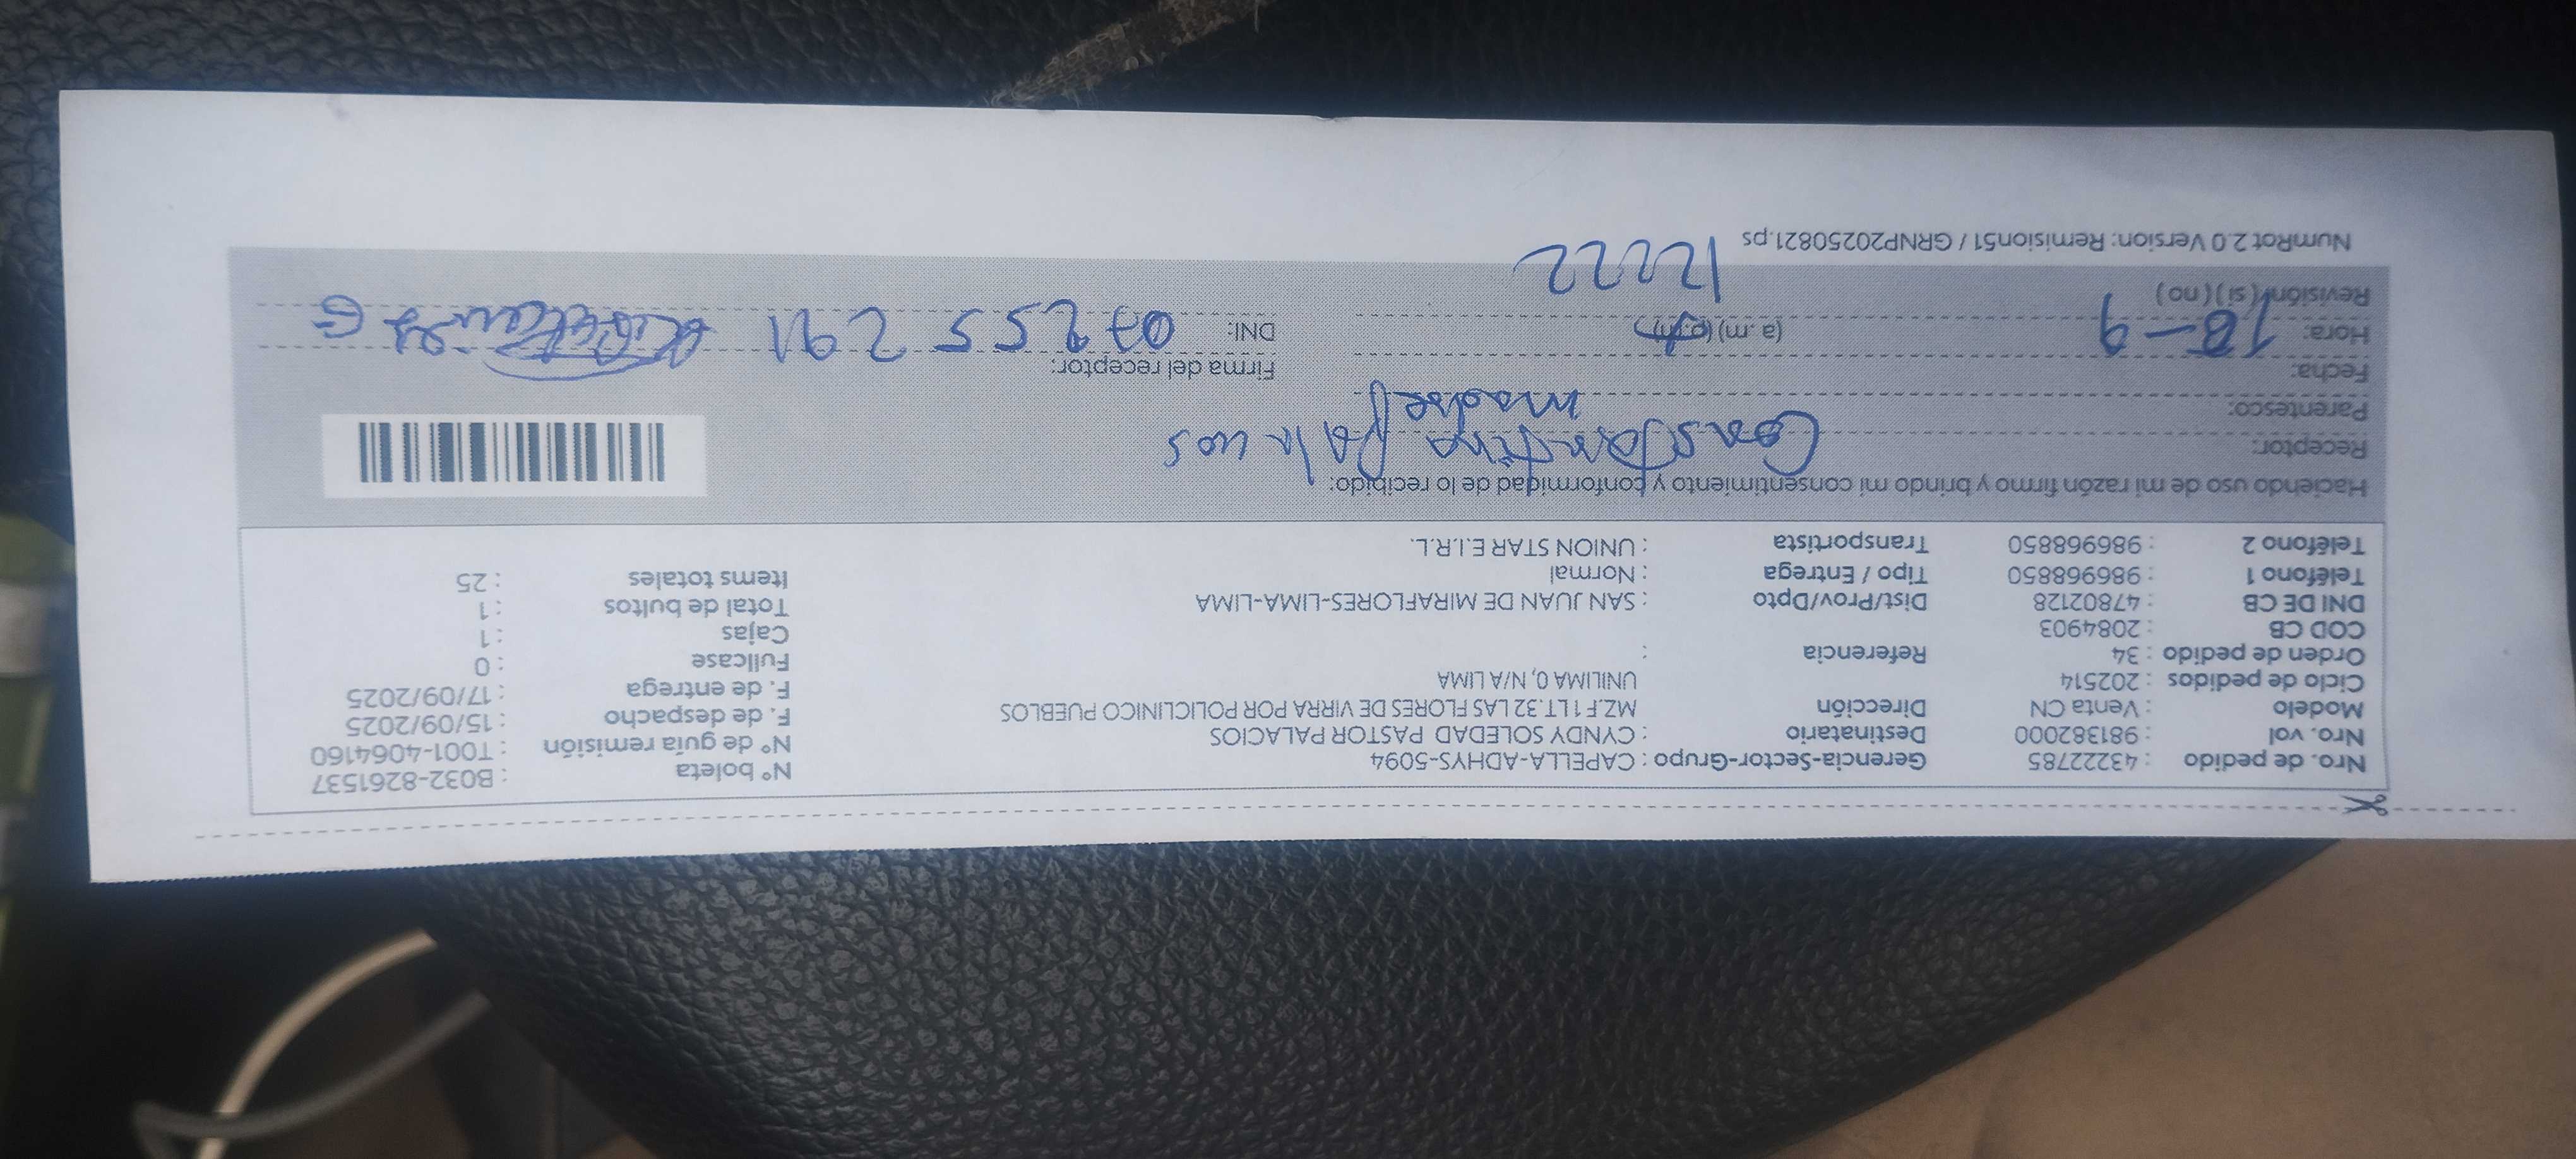 Nro. de pedido : 43222785 Gerencia-Sector-Grupo : CAPELLA-ADHYS-5094 N° boleta : B032-8261537
Nro. vol : 981382000 Destinatario : CYNDY SOLEDAD PASTOR PALACIOS N° de guía remisión : T001-4064160
Modelo : Venta CN Dirección MZ.F 1 LT.32 LAS FLORES DE VIRRA POR POLICLINICO PUEBLOS F. de despacho : 15/09/2025
Ciclo de pedidos : 202514 UNILIMA 0, N/A LIMA F. de entrega : 17/09/2025
Orden de pedido : 34 Referencia : Fullcase : 0
COD CB : 2084903 Cajas : 1
DNI DE CB : 47802128 Dist/Prov/Dpto : SAN JUAN DE MIRAFLORES-LIMA-LIMA Total de bultos : 1
Teléfono 1 : 986968850 Tipo / Entrega : Normal Items totales : 25
Teléfono 2 : 986968850 Transportista : UNION STAR E.I.R.L.
Haciendo uso de mi razón firmo y brindo mi consentimiento y conformidad de lo recibido:
Receptor: Constantina Palacios
Parentesco: madre
Fecha: 18-9 Firma del receptor:
Hora: (a. m) (p.m) DNI: 07255291
Revisión: (si) (no)
12222
NumRot 2.0 Version: Remision51 / GRNP20250821.ps